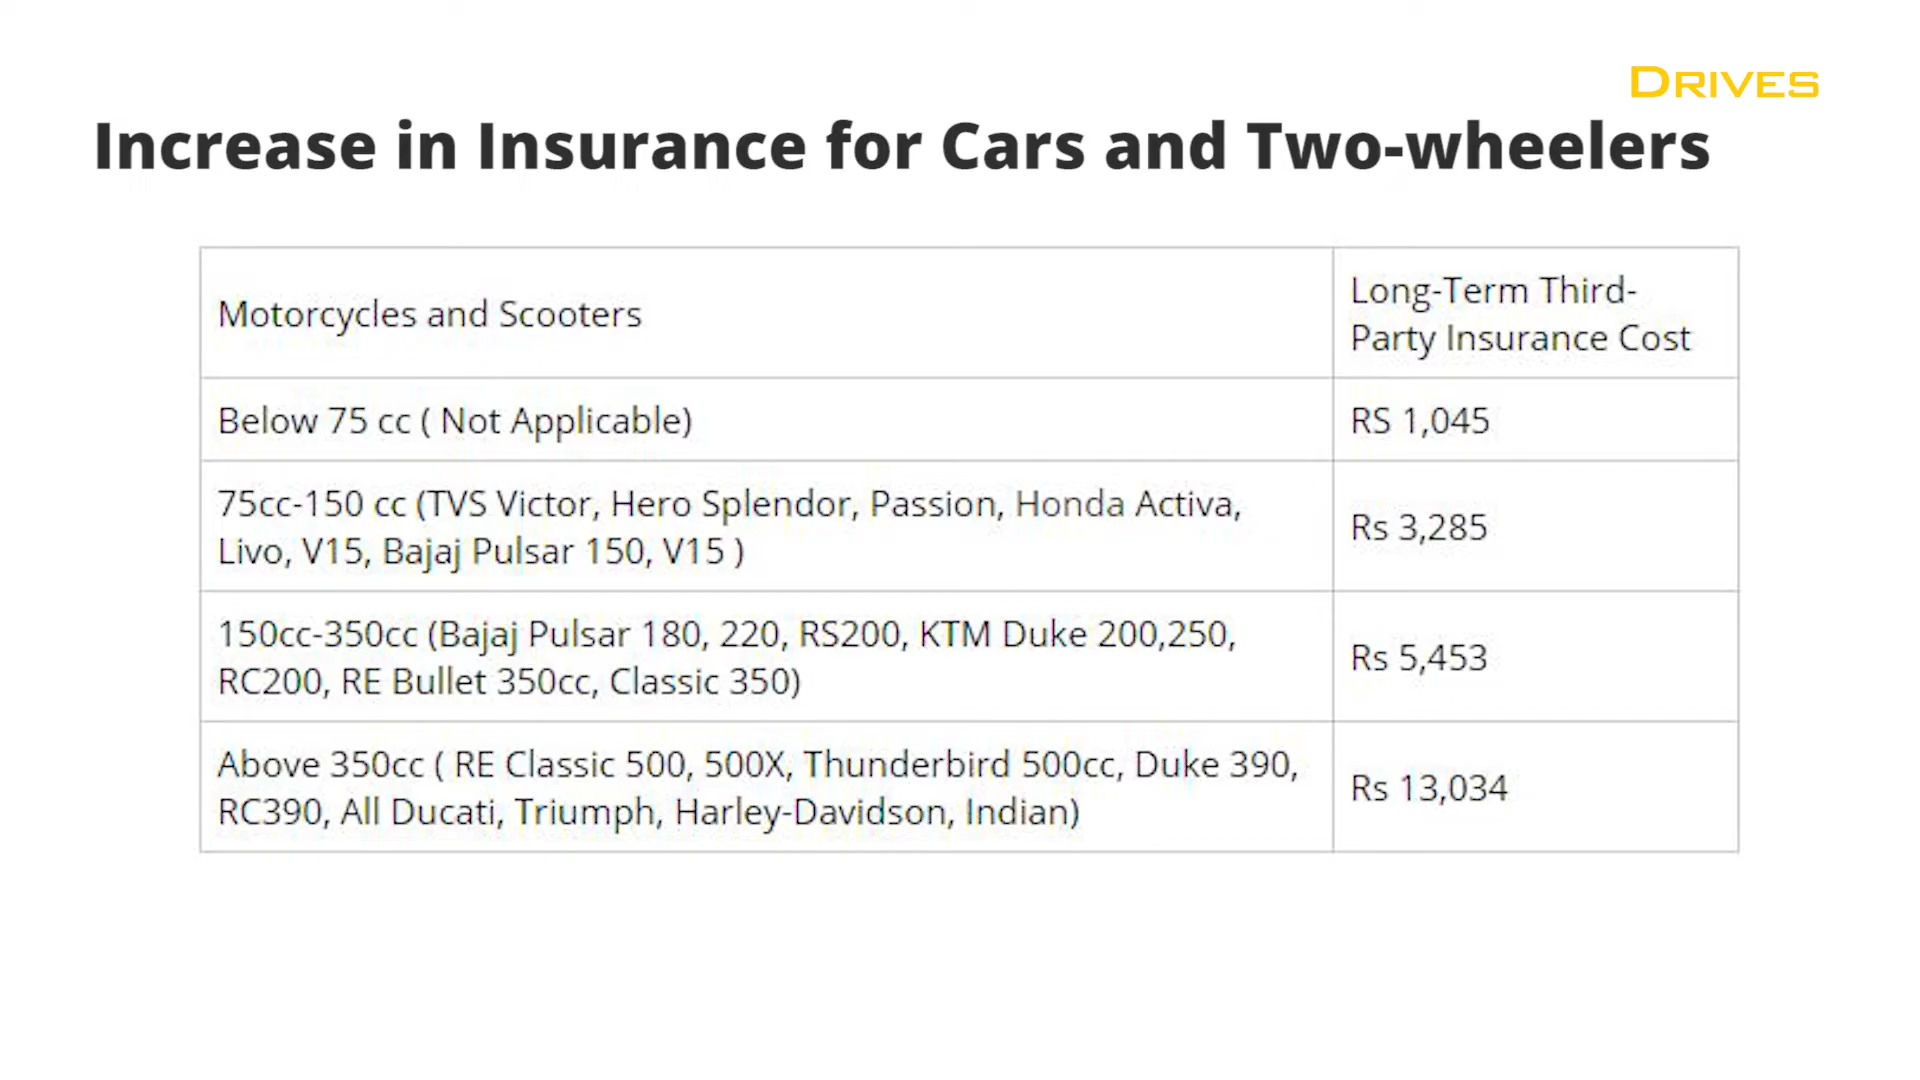 DRIVES
Increase in Insurance for Cars and Two-wheelers
Motorcycles and Scooters
Long-Term Third-
Party Insurance Cost
Below 75 cc ( Not Applicable)
RS 1,045
75cc-150 cc (TVS Victor, Hero Splendor, Passion, Honda Activa,
Livo, V15, Bajaj Pulsar 150, V15 )
Rs 3,285
150cc-350cc (Bajaj Pulsar 180, 220, RS200, KTM Duke 200,250,
RC200, RE Bullet 350cc, Classic 350)
Rs 5,453
Above 350cc ( RE Classic 500, 500X, Thunderbird 500cc, Duke 390,
RC390, All Ducati, Triumph, Harley-Davidson, Indian)
Rs 13,034